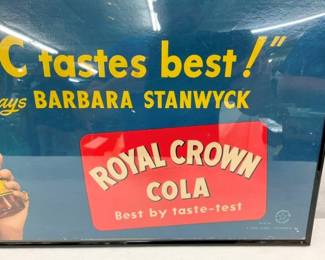 C tastes best!"
ays BARBARA STANWYCK
ROYAL CROWN
COLA
Best by taste-test